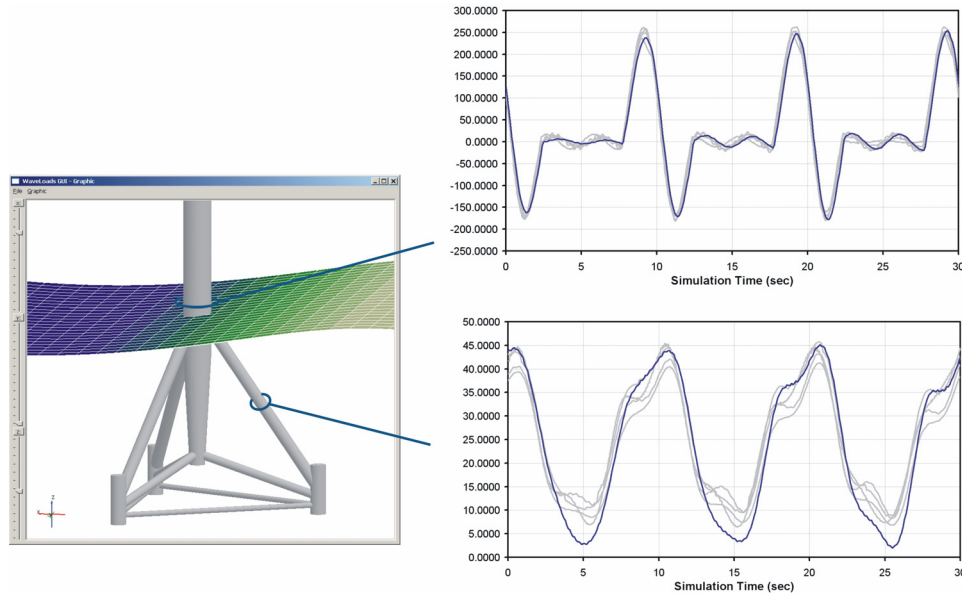 WaveLoads GUI - Graphic
File Graphic
z
x
300.0000
250.0000
200.0000
150.0000
100.0000
50.0000
0.0000
-50.0000
-100.0000
-150.0000
-200.0000
-250.0000
0 5 10 15 20 25 30
Simulation Time (sec)
50.0000
45.0000
40.0000
35.0000
30.0000
25.0000
20.0000
15.0000
10.0000
5.0000
0.0000
0 5 10 15 20 25 30
Simulation Time (sec)